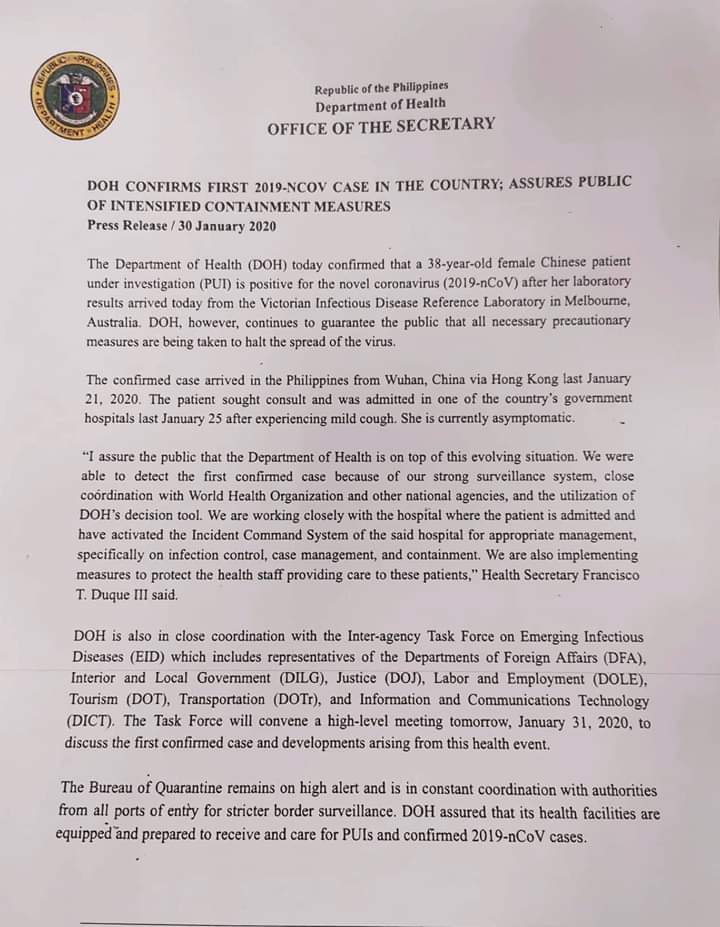 REPUBLIC OF THE PHILIPPINES
DEPARTMENT OF HEALTH
Republic of the Philippines
Department of Health
OFFICE OF THE SECRETARY
DOH CONFIRMS FIRST 2019-NCOV CASE IN THE COUNTRY; ASSURES PUBLIC
OF INTENSIFIED CONTAINMENT MEASURES
Press Release / 30 January 2020
The Department of Health (DOH) today confirmed that a 38-year-old female Chinese patient
under investigation (PUI) is positive for the novel coronavirus (2019-nCoV) after her laboratory
results arrived today from the Victorian Infectious Disease Reference Laboratory in Melbourne,
Australia. DOH, however, continues to guarantee the public that all necessary precautionary
measures are being taken to halt the spread of the virus.
The confirmed case arrived in the Philippines from Wuhan, China via Hong Kong last January
21, 2020. The patient sought consult and was admitted in one of the country's government
hospitals last January 25 after experiencing mild cough. She is currently asymptomatic.
“I assure the public that the Department of Health is on top of this evolving situation. We were
able to detect the first confirmed case because of our strong surveillance system, close
coordination with World Health Organization and other national agencies, and the utilization of
DOH's decision tool. We are working closely with the hospital where the patient is admitted and
have activated the Incident Command System of the said hospital for appropriate management,
specifically on infection control, case management, and containment. We are also implementing
measures to protect the health staff providing care to these patients,” Health Secretary Francisco
T. Duque III said.
DOH is also in close coordination with the Inter-agency Task Force on Emerging Infectious
Diseases (EID) which includes representatives of the Departments of Foreign Affairs (DFA),
Interior and Local Government (DILG), Justice (DOJ), Labor and Employment (DOLE),
Tourism (DOT), Transportation (DOTr), and Information and Communications Technology
(DICT). The Task Force will convene a high-level meeting tomorrow, January 31, 2020, to
discuss the first confirmed case and developments arising from this health event.
The Bureau of Quarantine remains on high alert and is in constant coordination with authorities
from all ports of entry for stricter border surveillance. DOH assured that its health facilities are
equipped and prepared to receive and care for PUIs and confirmed 2019-nCoV cases.